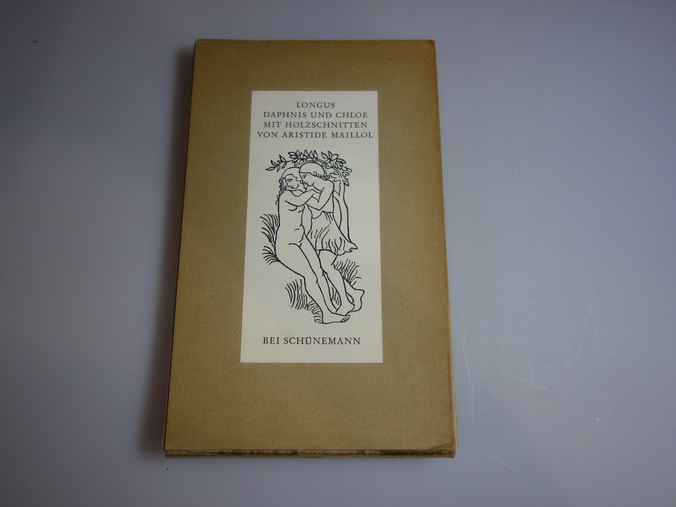 LONGUS
DAPHNIS UND CHLOE
MIT HOLZSCHNITTEN
VON ARISTIDE MAILLOL
BEI SCHÜNEMANN